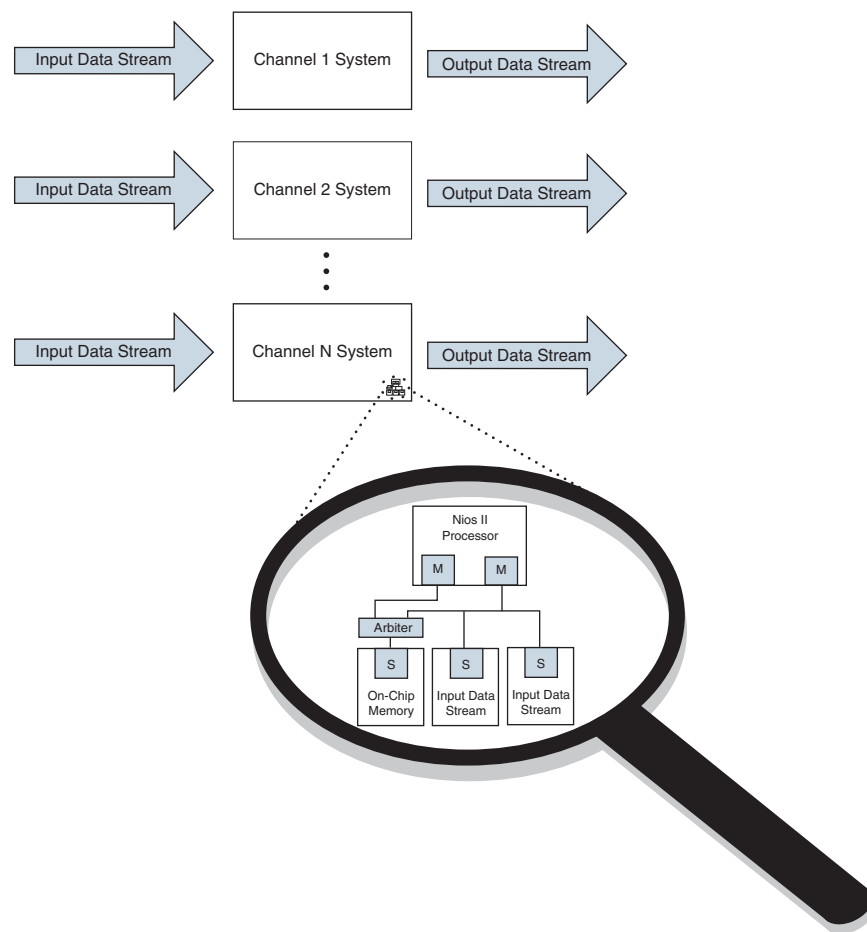 Input Data Stream
Channel 1 System
Output Data Stream
Input Data Stream
Channel 2 System
Output Data Stream
Input Data Stream
Channel N System
Output Data Stream
Nios II
Processor
M
M
Arbiter
S
S
S
On-Chip
Memory
Input Data
Stream
Input Data
Stream